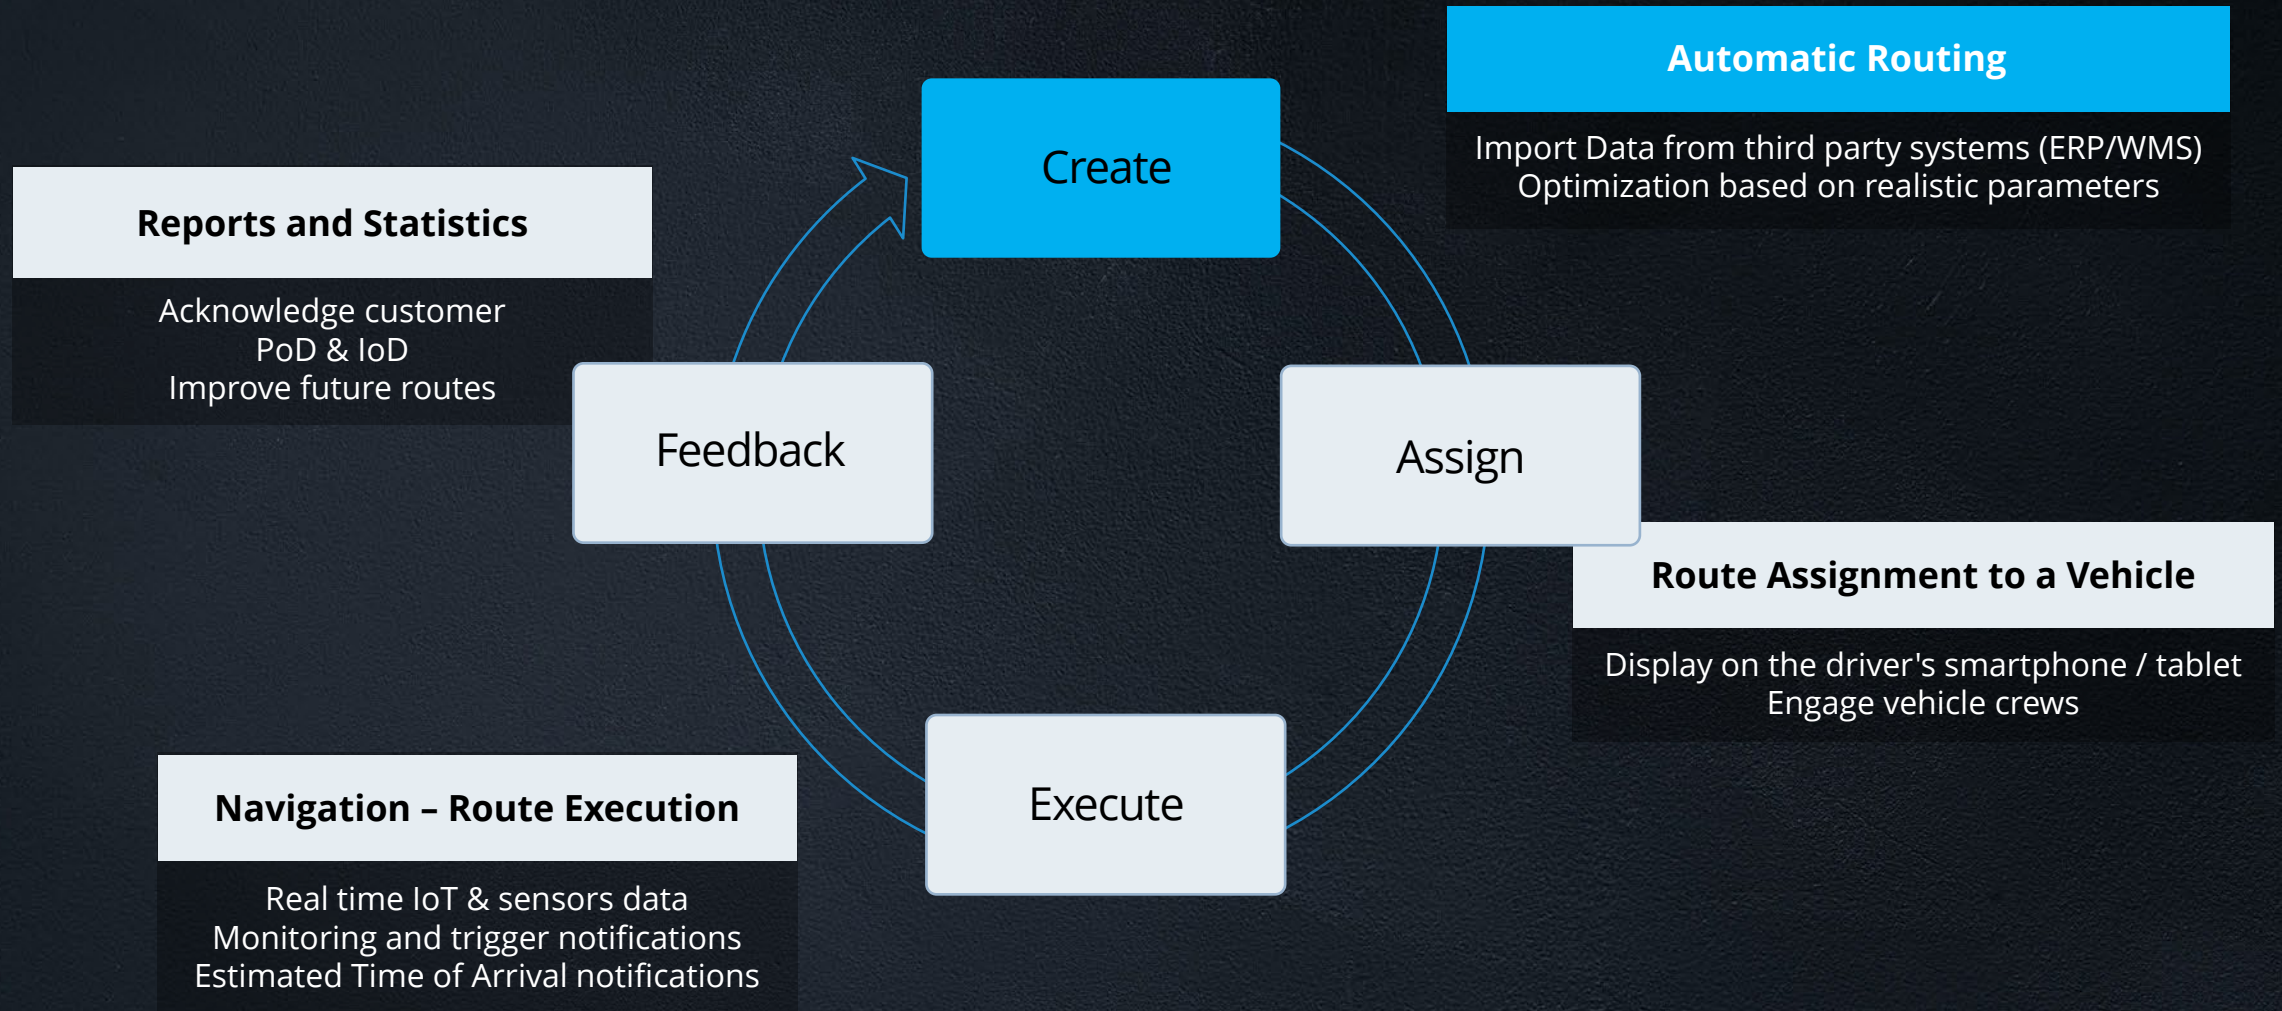 Create
Automatic Routing
Import Data from third party systems (ERP/WMS)
Optimization based on realistic parameters
Assign
Route Assignment to a Vehicle
Display on the driver's smartphone / tablet
Engage vehicle crews
Execute
Navigation – Route Execution
Real time IoT & sensors data
Monitoring and trigger notifications
Estimated Time of Arrival notifications
Feedback
Reports and Statistics
Acknowledge customer
PoD & IoD
Improve future routes